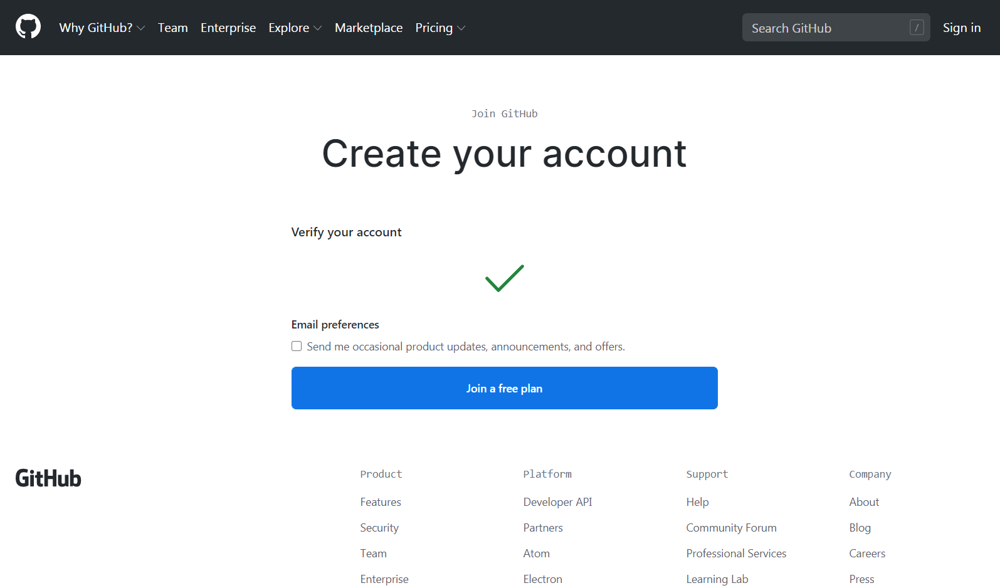 Why GitHub? Team Enterprise Explore Marketplace Pricing Search GitHub / Sign in
Join GitHub
Create your account
Verify your account
Email preferences
Send me occasional product updates, announcements, and offers.
Join a free plan
GitHub
Product Platform Support Company
Features Developer API Help About
Security Partners Community Forum Blog
Team Atom Professional Services Careers
Enterprise Electron Learning Lab Press